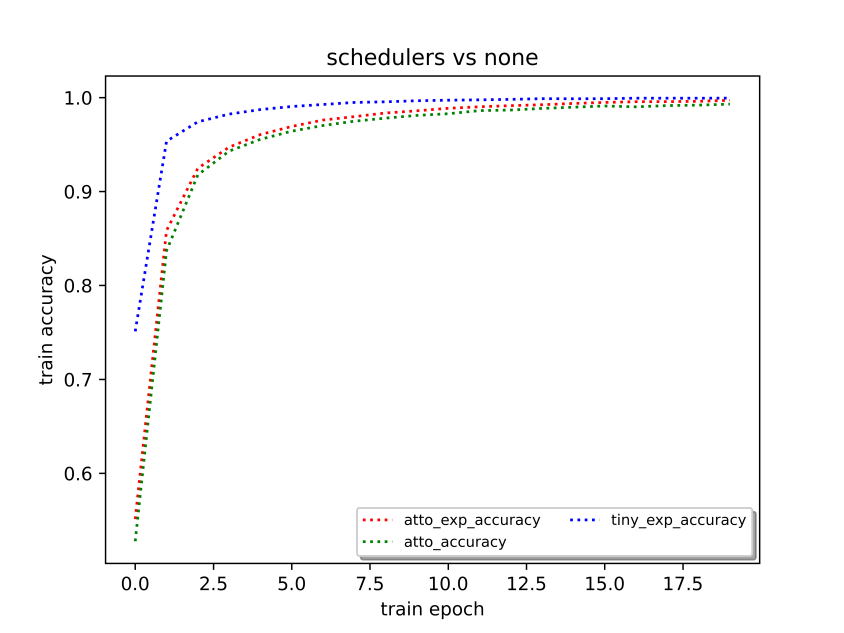 schedulers vs none
train accuracy
1.0
0.9
0.8
0.7
0.6
atto_exp_accuracy
atto_accuracy
tiny_exp_accuracy
0.0 2.5 5.0 7.5 10.0 12.5 15.0 17.5
train epoch